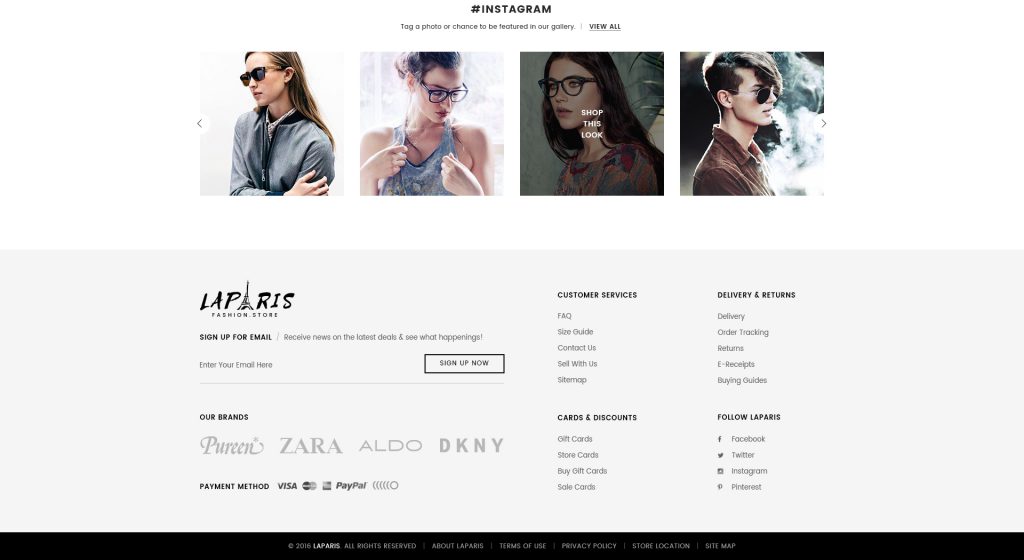 #INSTAGRAM
Tag a photo or chance to be featured in our gallery. | VIEW ALL
SHOP
THIS
LOOK
LAPARIS
FASHION.STORE
SIGN UP FOR EMAIL / Receive news on the latest deals & see what happenings!
Enter Your Email Here
SIGN UP NOW
OUR BRANDS
Pureen
ZARA
ALDO
DKNY
PAYMENT METHOD VISA PayPal
CUSTOMER SERVICES
FAQ
Size Guide
Contact Us
Sell With Us
Sitemap
DELIVERY & RETURNS
Delivery
Order Tracking
Returns
E-Receipts
Buying Guides
CARDS & DISCOUNTS
Gift Cards
Store Cards
Buy Gift Cards
Sale Cards
FOLLOW LAPARIS
Facebook
Twitter
Instagram
Pinterest
© 2016 LAPARIS. ALL RIGHTS RESERVED | ABOUT LAPARIS | TERMS OF USE | PRIVACY POLICY | STORE LOCATION | SITE MAP